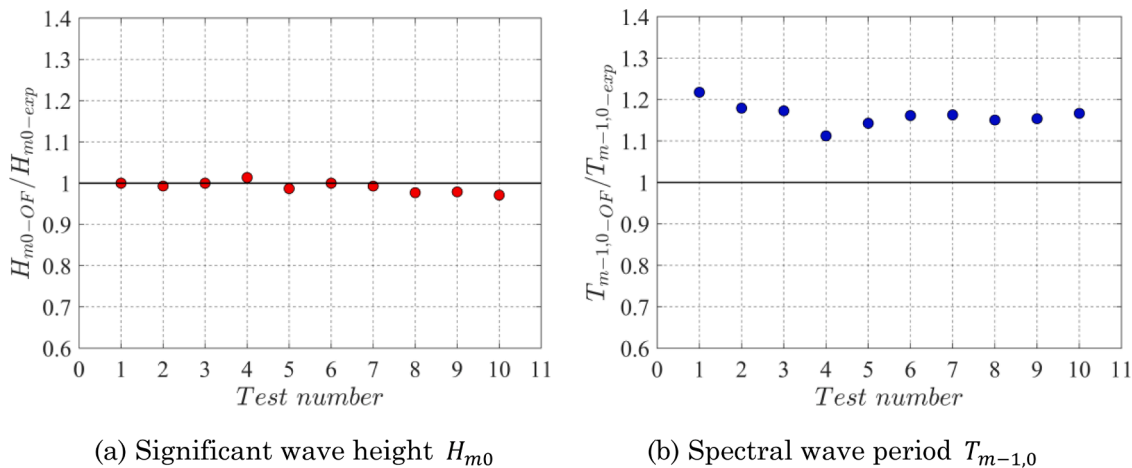 1.4
1.3
1.2
1.1
1
0.9
0.8
0.7
0.6
H_{m0-OF}/H_{m0-exp}
0 1 2 3 4 5 6 7 8 9 10 11
Test number
(a) Significant wave height H_{m0}
1.4
1.3
1.2
1.1
1
0.9
0.8
0.7
0.6
T_{m-1,0-OF}/T_{m-1,0-exp}
0 1 2 3 4 5 6 7 8 9 10 11
Test number
(b) Spectral wave period T_{m-1,0}